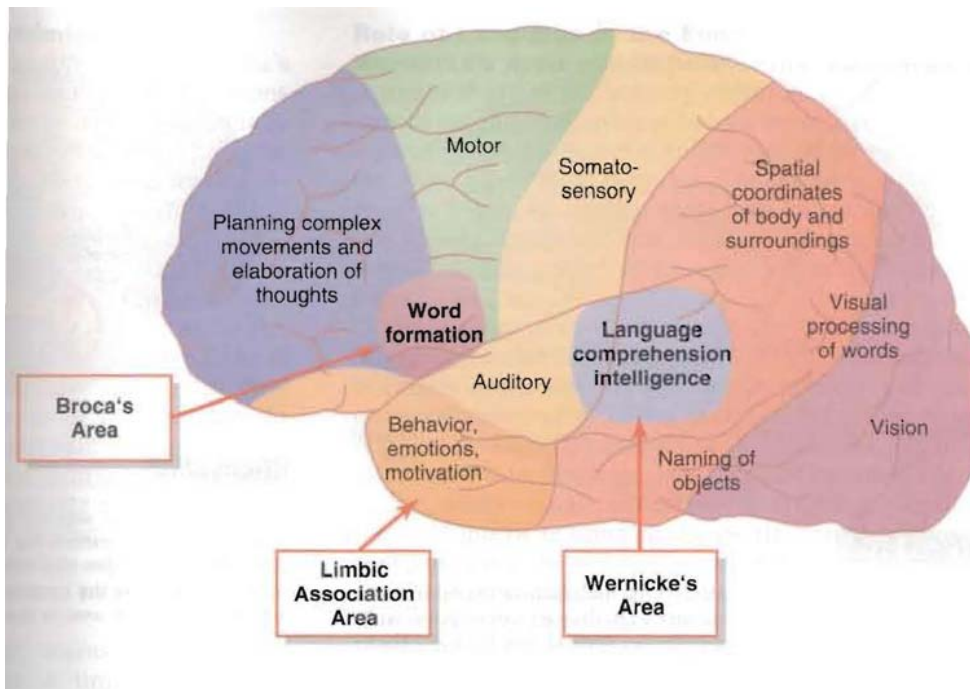 Motor
Somato-
sensory
Spatial
coordinates
of body and
surroundings
Planning complex
movements and
elaboration of
thoughts
Word
formation
Language
comprehension
intelligence
Visual
processing
of words
Auditory
Broca's
Area
Behavior,
emotions,
motivation
Vision
Naming of
objects
Limbic
Association
Area
Wernicke's
Area